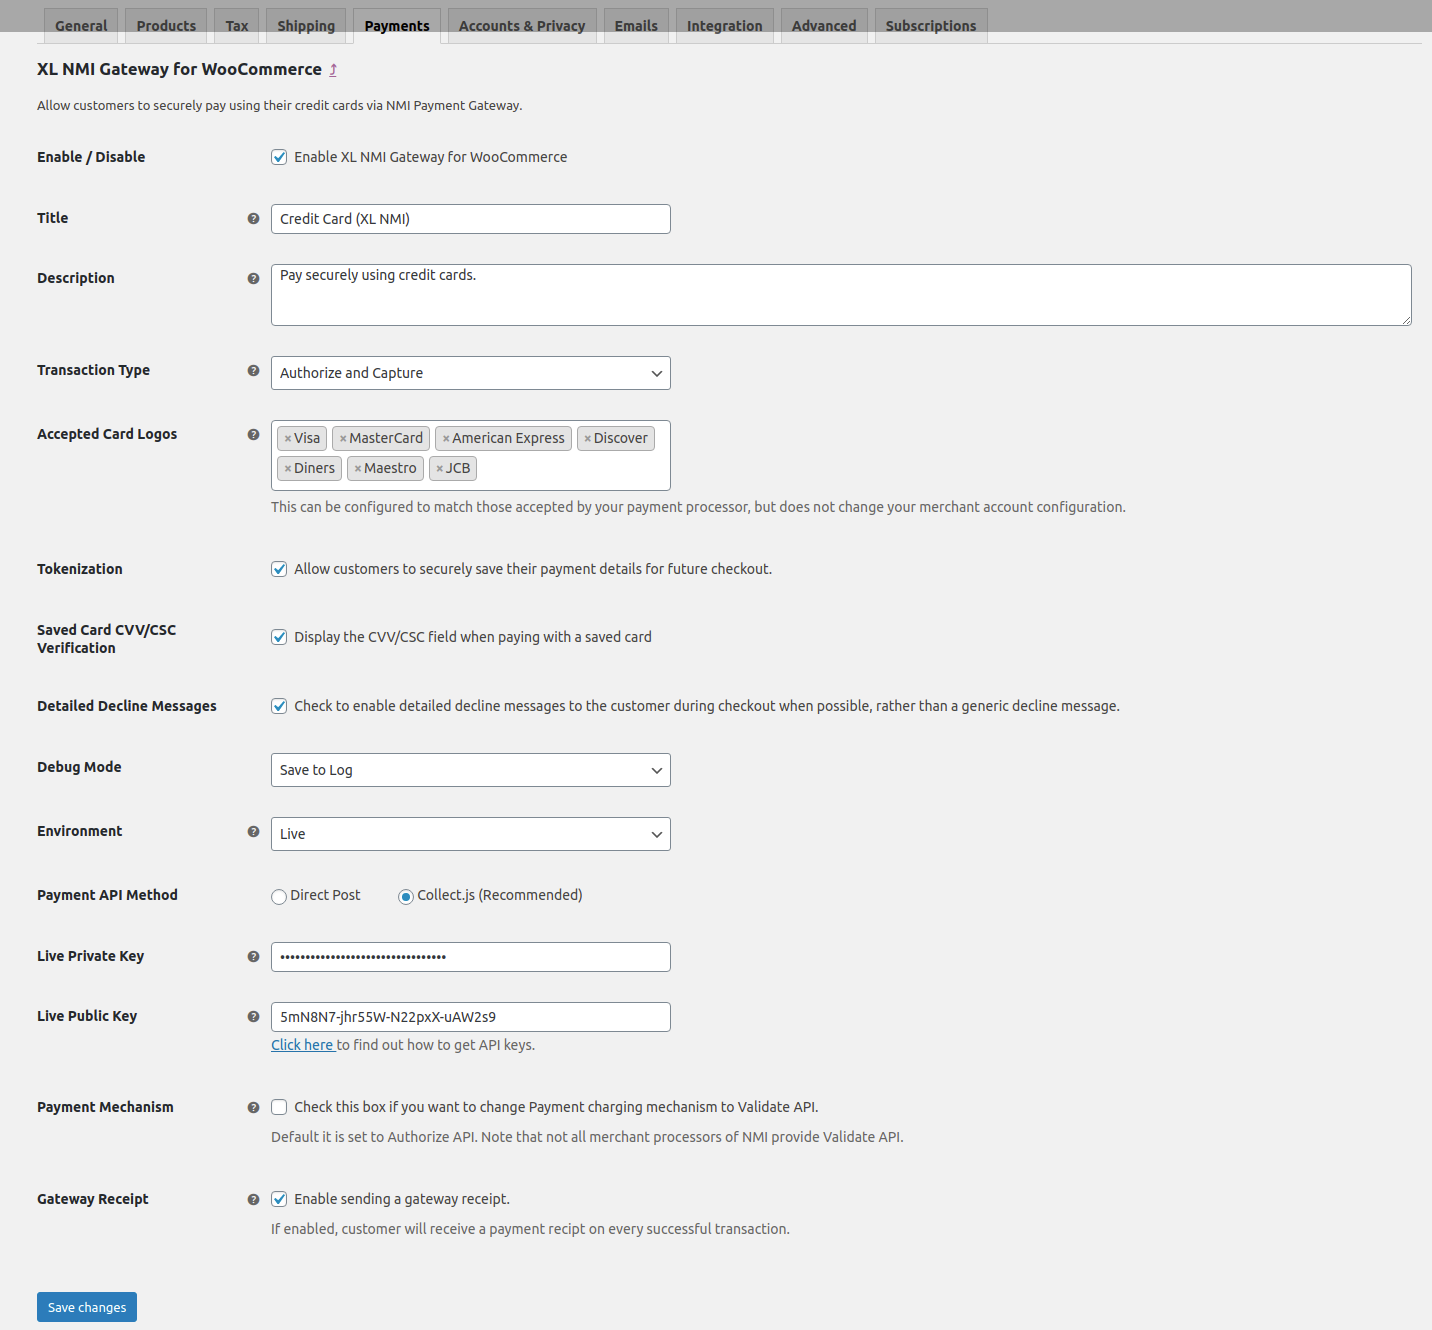 General Products Tax Shipping Payments Accounts & Privacy Emails Integration Advanced Subscriptions
XL NMI Gateway for WooCommerce ⤴
Allow customers to securely pay using their credit cards via NMI Payment Gateway.
Enable / Disable
Enable XL NMI Gateway for WooCommerce
Title
Credit Card (XL NMI)
Description
Pay securely using credit cards.
Transaction Type
Authorize and Capture
Accepted Card Logos
× Visa × MasterCard × American Express × Discover
× Diners × Maestro × JCB
This can be configured to match those accepted by your payment processor, but does not change your merchant account configuration.
Tokenization
Allow customers to securely save their payment details for future checkout.
Saved Card CVV/CSC
Verification
Display the CVV/CSC field when paying with a saved card
Detailed Decline Messages
Check to enable detailed decline messages to the customer during checkout when possible, rather than a generic decline message.
Debug Mode
Save to Log
Environment
Live
Payment API Method
Direct Post Collect.js (Recommended)
Live Private Key
Live Public Key
5mN8N7-jhr55W-N22pxX-uAW2s9
Click here to find out how to get API keys.
Payment Mechanism
Check this box if you want to change Payment charging mechanism to Validate API.
Default it is set to Authorize API. Note that not all merchant processors of NMI provide Validate API.
Gateway Receipt
Enable sending a gateway receipt.
If enabled, customer will receive a payment recipt on every successful transaction.
Save changes